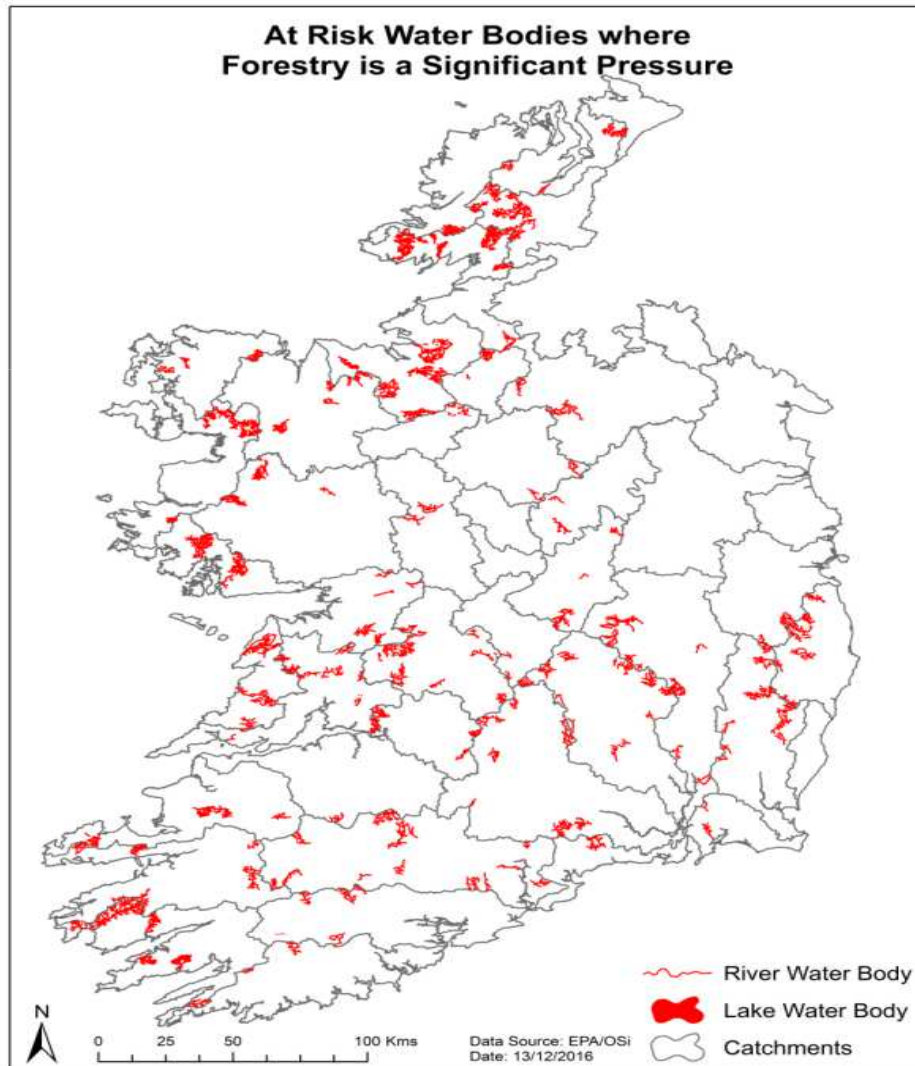 At Risk Water Bodies where
Forestry is a Significant Pressure
River Water Body
Lake Water Body
Catchments
N
0 25 50 100 Kms
Data Source: EPA/OSi
Date: 13/12/2016